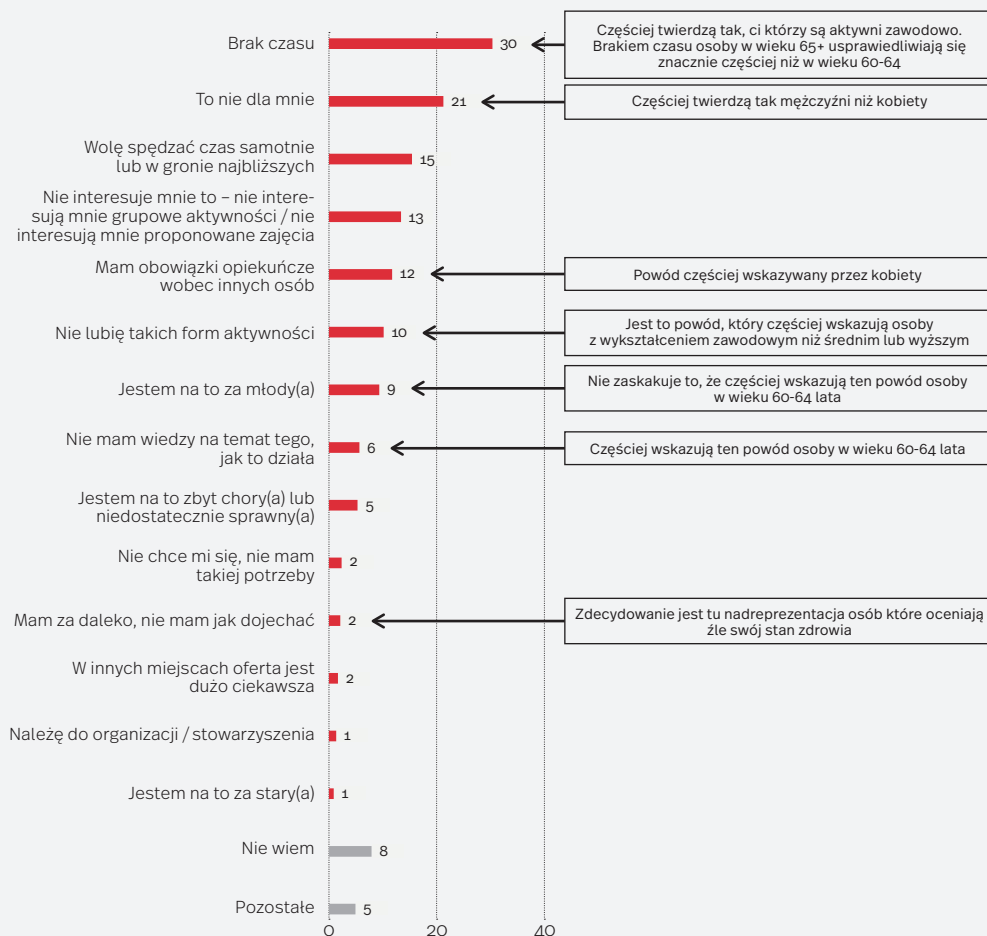 Brak czasu
30
Częściej twierdzą tak, ci którzy są aktywni zawodowo.
Brakiem czasu osoby w wieku 65+ usprawiedliwiają się
znacznie częściej niż w wieku 60-64
To nie dla mnie
21
Częściej twierdzą tak mężczyźni niż kobiety
Wolę spędzać czas samotnie
lub w gronie najbliższych
15
Nie interesuje mnie to – nie intere-
sują mnie grupowe aktywności / nie
interesują mnie proponowane zajęcia
13
Mam obowiązki opiekuńcze
wobec innych osób
12
Powód częściej wskazywany przez kobiety
Nie lubię takich form aktywności
10
Jest to powód, który częściej wskazują osoby
z wykształceniem zawodowym niż średnim lub wyższym
Jestem na to za młody(a)
9
Nie zaskakuje to, że częściej wskazują ten powód osoby
w wieku 60-64 lata
Nie mam wiedzy na temat tego,
jak to działa
6
Częściej wskazują ten powód osoby w wieku 60-64 lata
Jestem na to zbyt chory(a) lub
niedostatecznie sprawny(a)
5
Nie chce mi się, nie mam
takiej potrzeby
2
Mam za daleko, nie mam jak dojechać
2
Zdecydowanie jest tu nadreprezentacja osób które oceniają
źle swój stan zdrowia
W innych miejscach oferta jest
dużo ciekawsza
2
Należę do organizacji / stowarzyszenia
1
Jestem na to za stary(a)
1
Nie wiem
8
Pozostałe
5
0 20 40